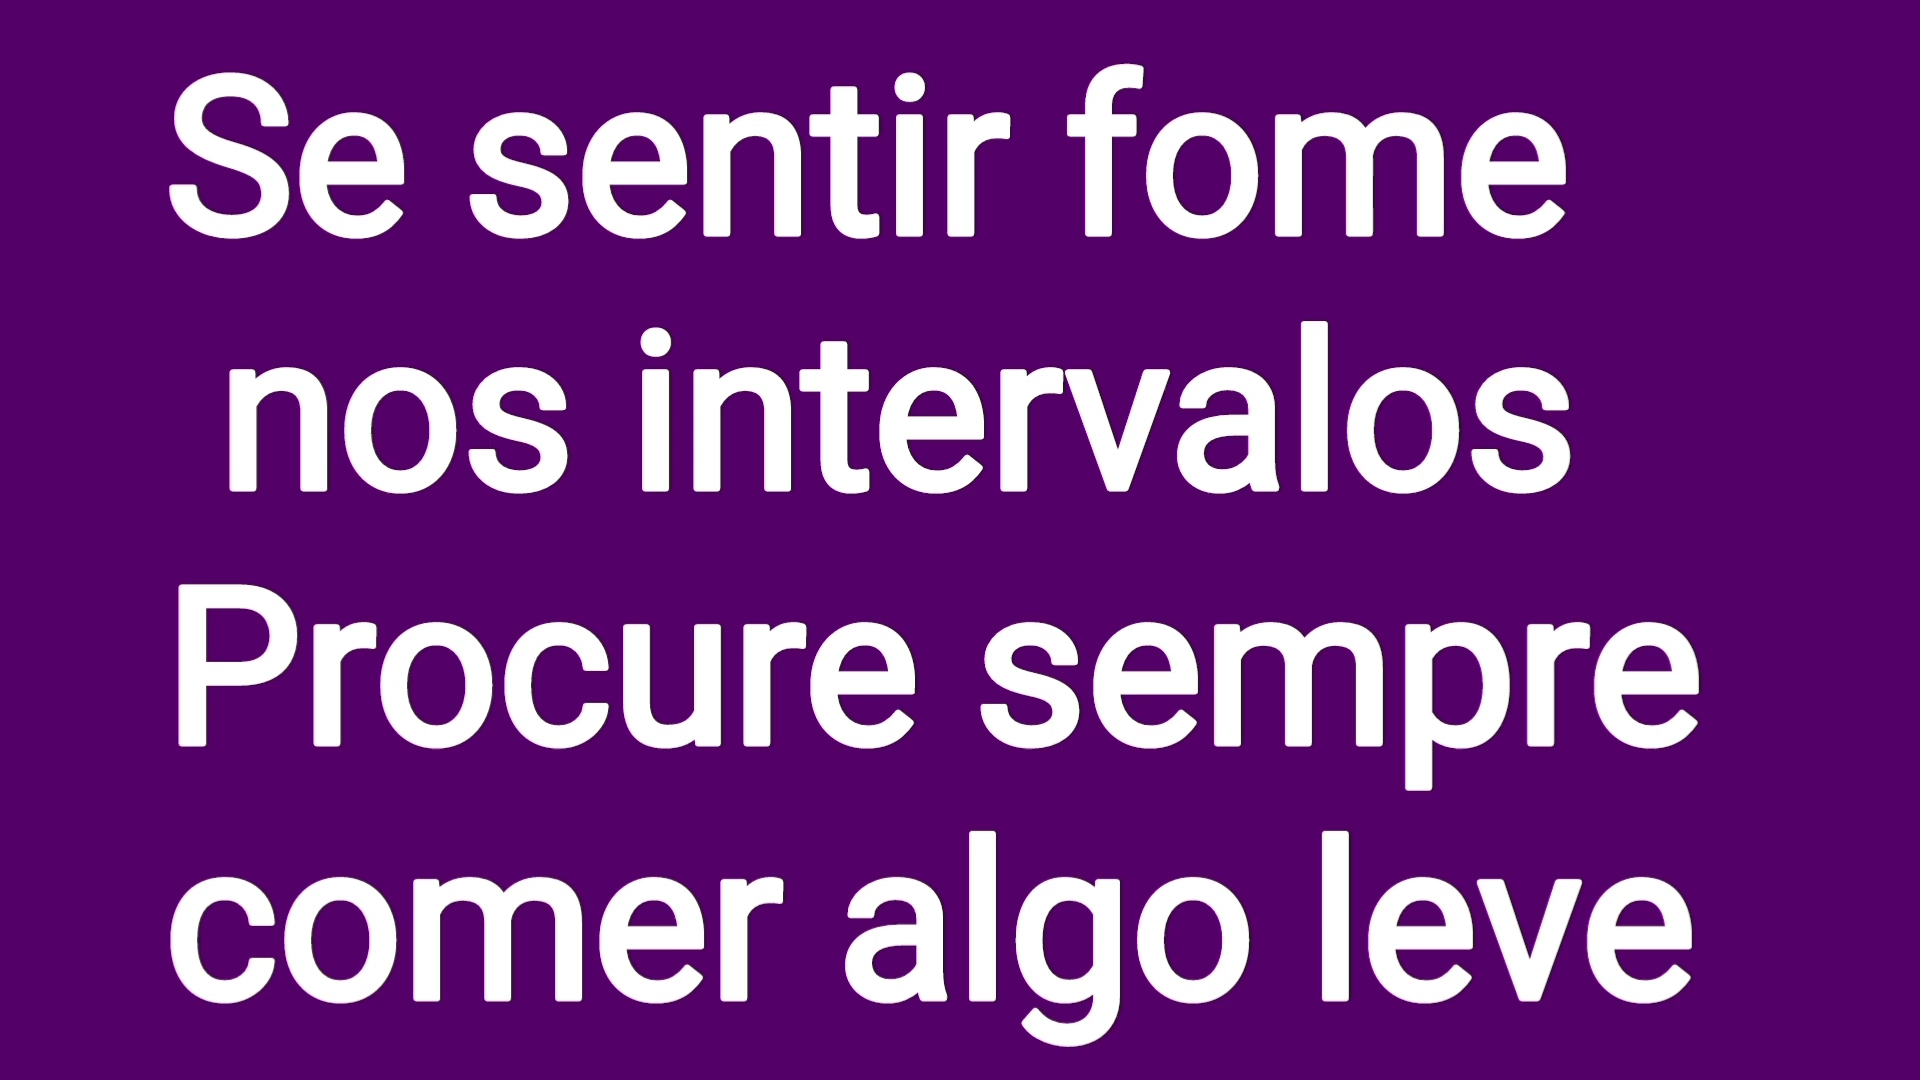 Se sentir fome
nos intervalos
Procure sempre
comer algo leve